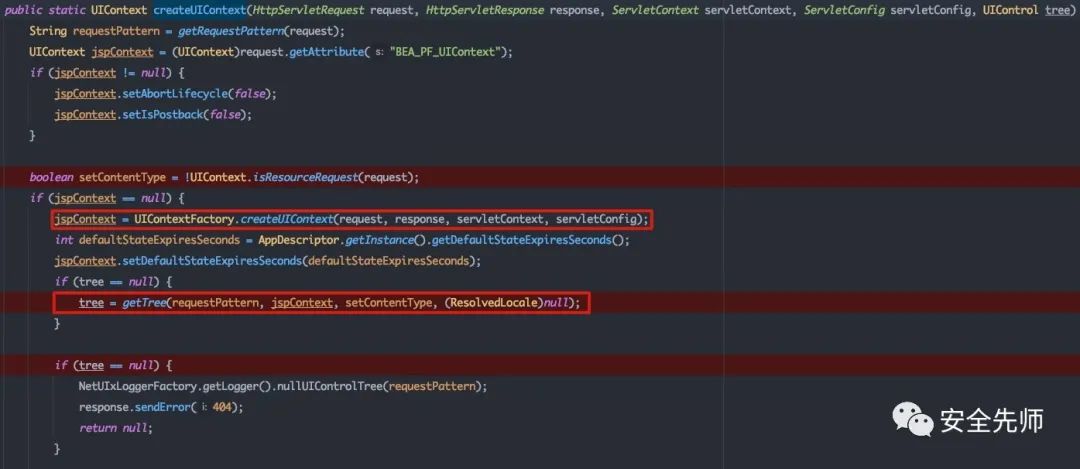 public static UIContext createUIContext(HttpServletRequest request, HttpServletResponse response, ServletContext servletContext, ServletConfig servletConfig, UIControl tree)
String requestPattern = getRequestPattern(request);
UIContext jspContext = (UIContext)request.getAttribute( s: "BEA_PF_UIContext");
if (jspContext != null) {
jspContext.setAbortLifecycle(false);
jspContext.setIsPostback(false);
}
boolean setContentType = !UIContext.isResourceRequest(request);
if (jspContext == null) {
jspContext = UIContextFactory.createUIContext(request, response, servletContext, servletConfig);
int defaultStateExpiresSeconds = AppDescriptor.getInstance().getDefaultStateExpiresSeconds();
jspContext.setDefaultStateExpiresSeconds(defaultStateExpiresSeconds);
if (tree == null) {
tree = getTree(requestPattern, jspContext, setContentType, (ResolvedLocale)null);
}
if (tree == null) {
NetUIxLoggerFactory.getLogger().nullUIControlTree(requestPattern);
response.sendError( i: 404);
return null;
}
安全先师